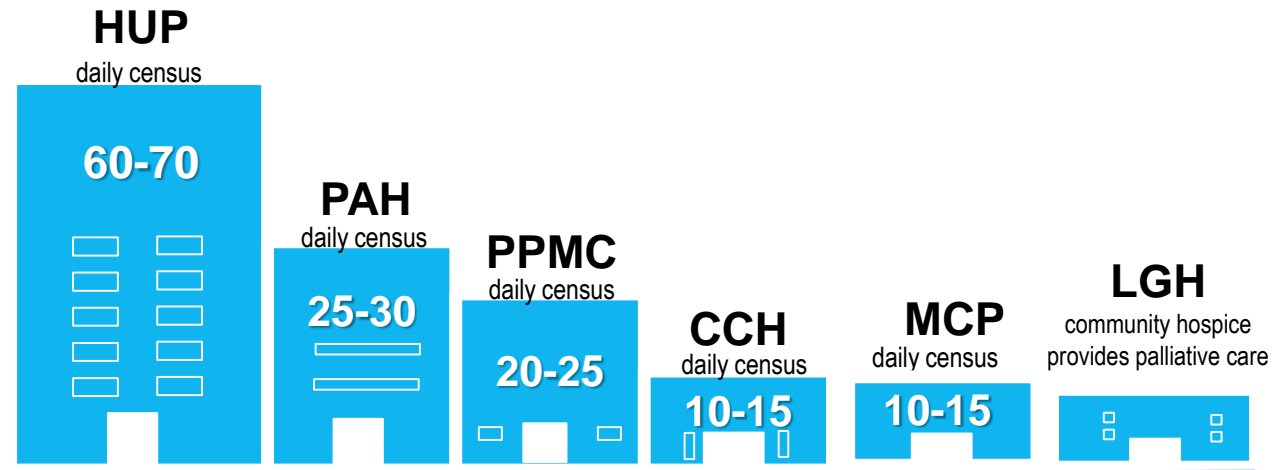 HUP
daily census
60-70
PAH
daily census
25-30
PPMC
daily census
20-25
CCH
daily census
10-15
MCP
daily census
10-15
LGH
community hospice
provides palliative care